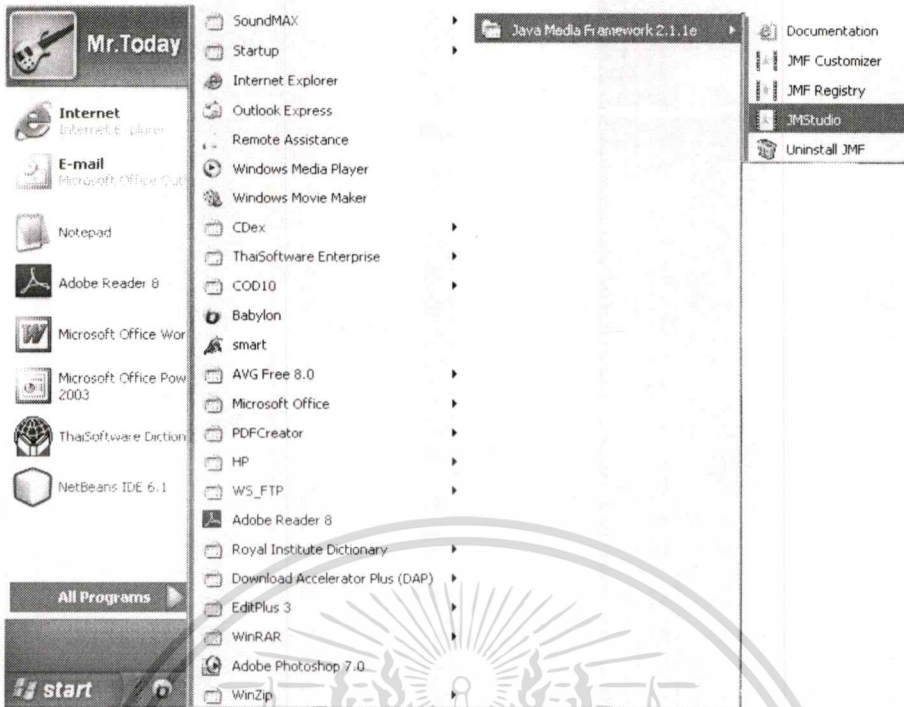 Mr.Today
Internet
Internet Explorer
E-mail
Microsoft Office Out
Notepad
Adobe Reader 8
Microsoft Office Wor
Microsoft Office Pow
2003
ThaiSoftware Diction
NetBeans IDE 6.1
All Programs
start
SoundMAX
Startup
Internet Explorer
Outlook Express
Remote Assistance
Windows Media Player
Windows Movie Maker
CDex
ThaiSoftware Enterprise
COD10
Babylon
smart
AVG Free 8.0
Microsoft Office
PDFCreator
HP
WS_FTP
Adobe Reader 8
Royal Institute Dictionary
Download Accelerator Plus (DAP)
EditPlus 3
WinRAR
Adobe Photoshop 7.0
WinZip
Java Media Framework 2.1.1e
Documentation
JMF Customizer
JMF Registry
JMStudio
Uninstall JMF